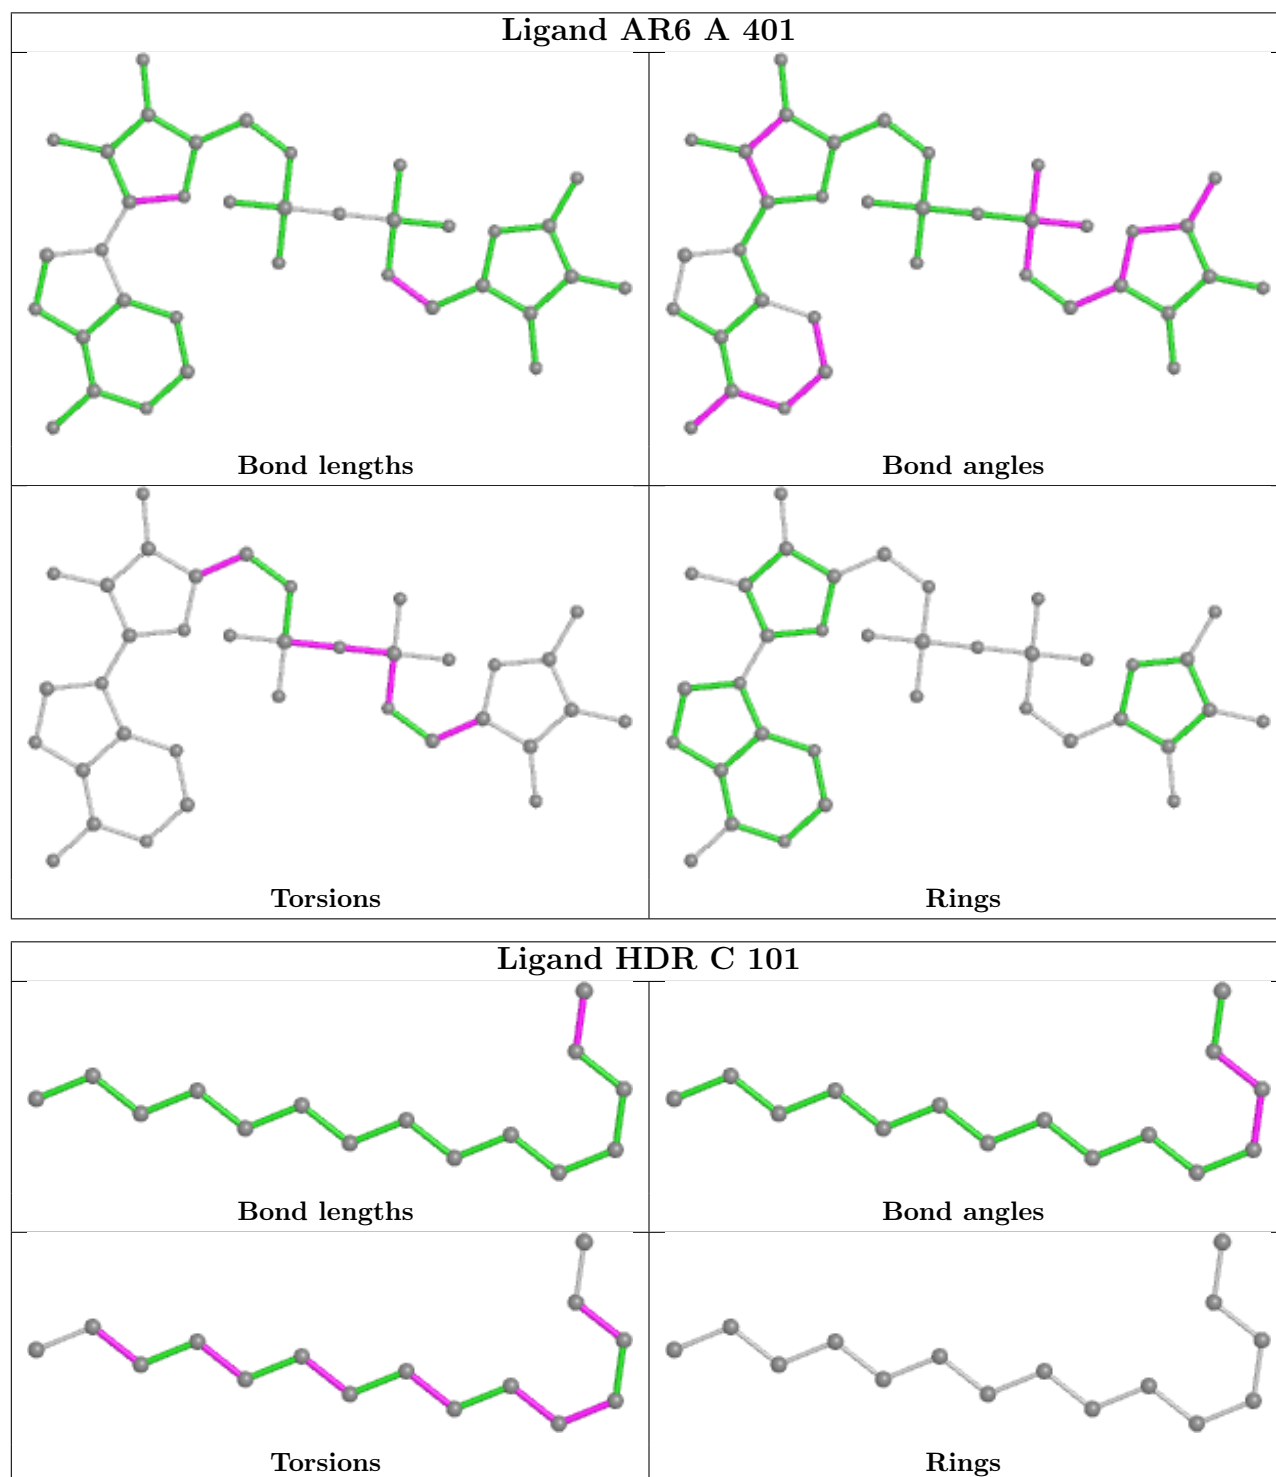 Ligand AR6 A 401
Bond lengths
Bond angles
Torsions
Rings
Ligand HDR C 101
Bond lengths
Bond angles
Torsions
Rings